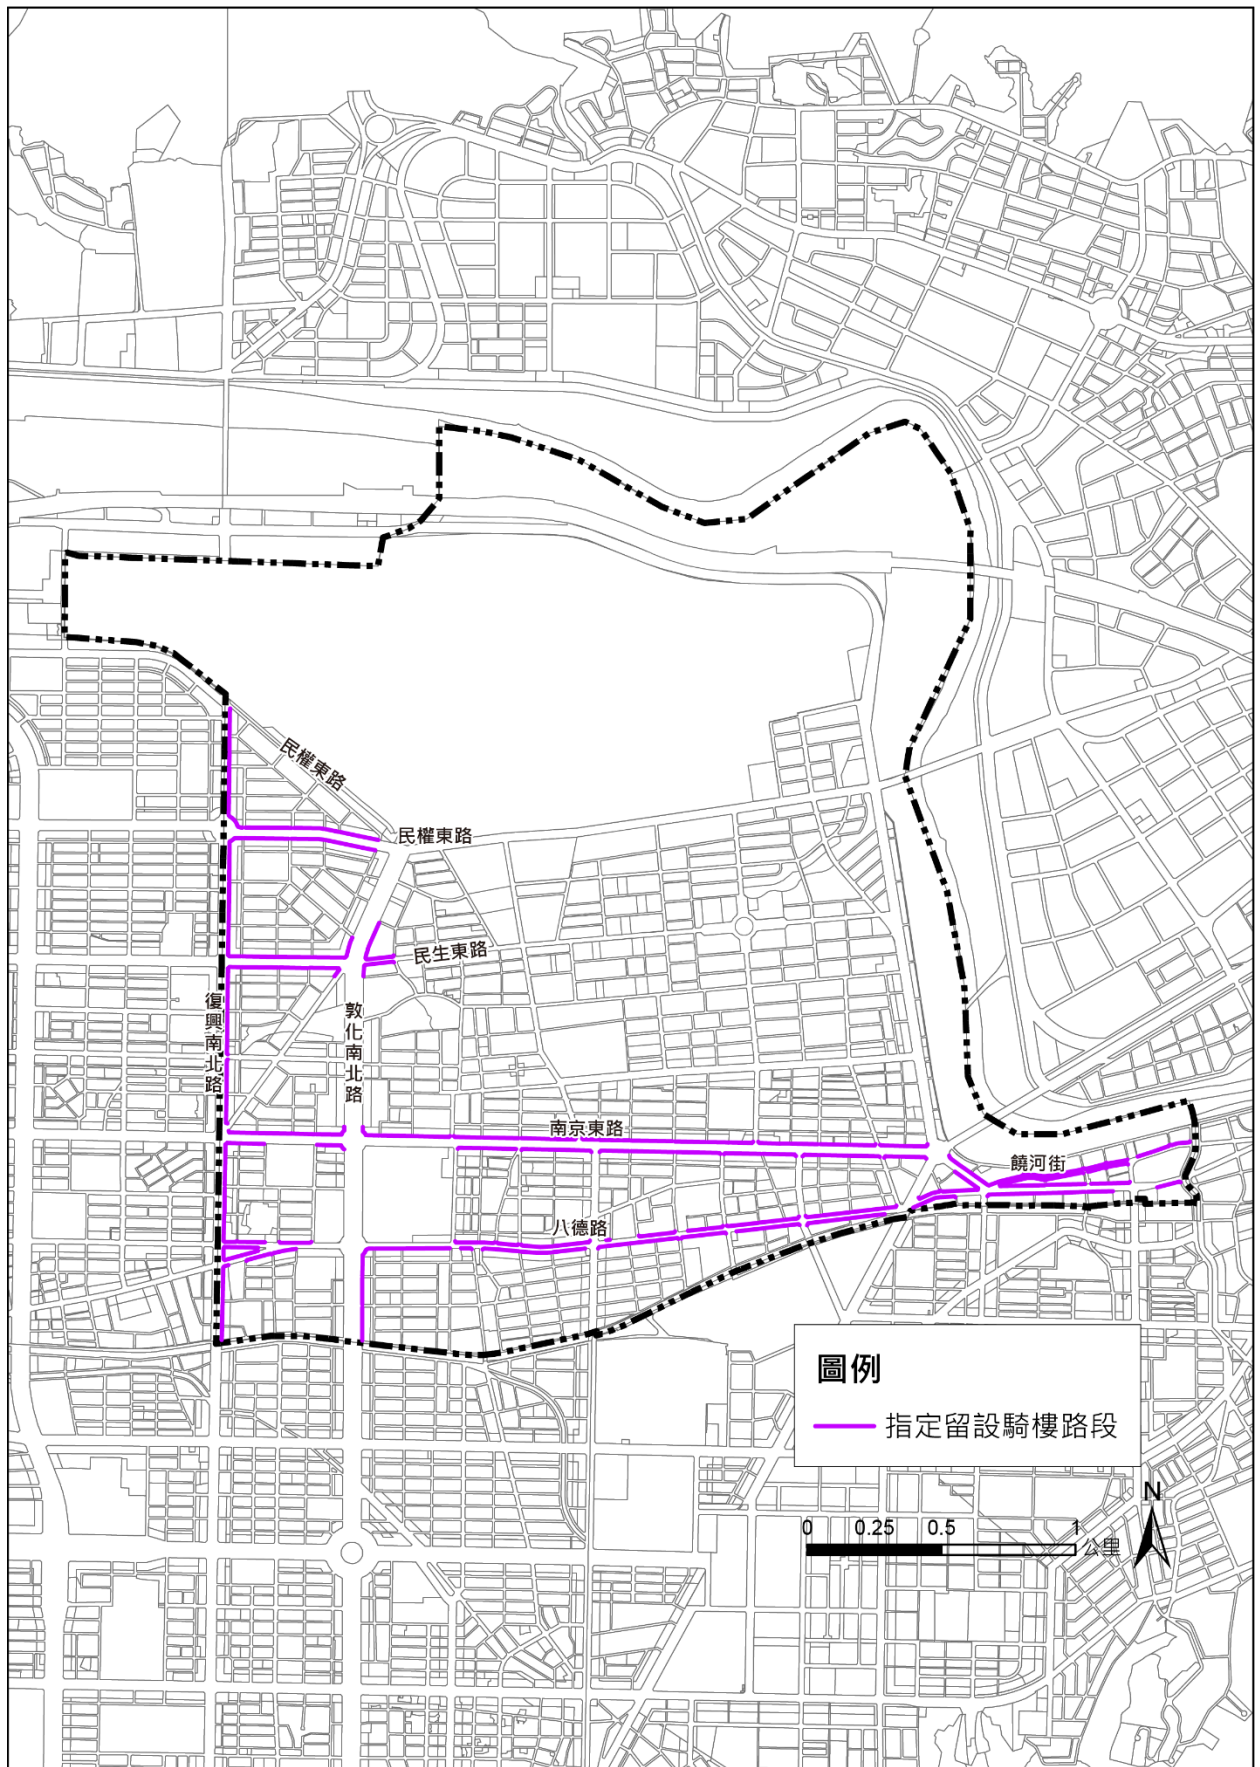 民權東路
民權東路
民生東路
復興南北路
敦化南北路
南京東路
饒河街
八德路
圖例
指定留設騎樓路段
N
0 0.25 0.5 1
公里